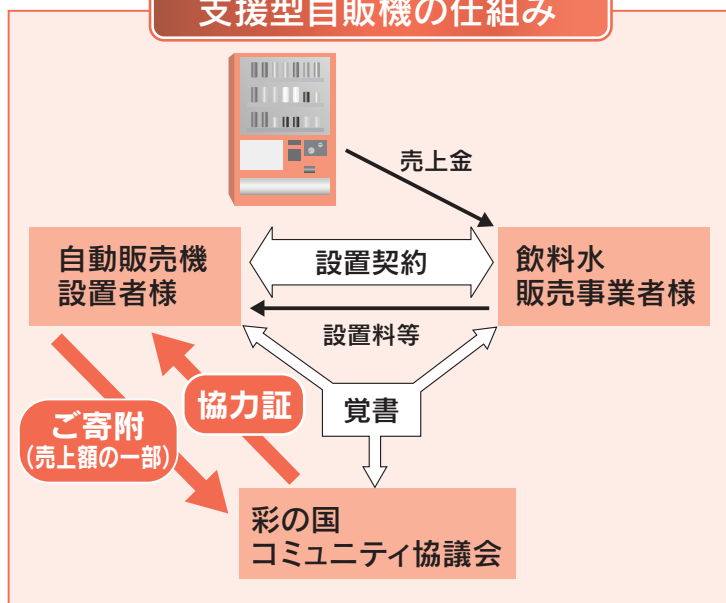 支援型自販機の仕組み
売上金
自動販売機
設置者様
設置契約
飲料水
販売事業者様
設置料等
覚書
協力証
ご寄附
(売上額の一部)
彩の国
コミュニティ協議会